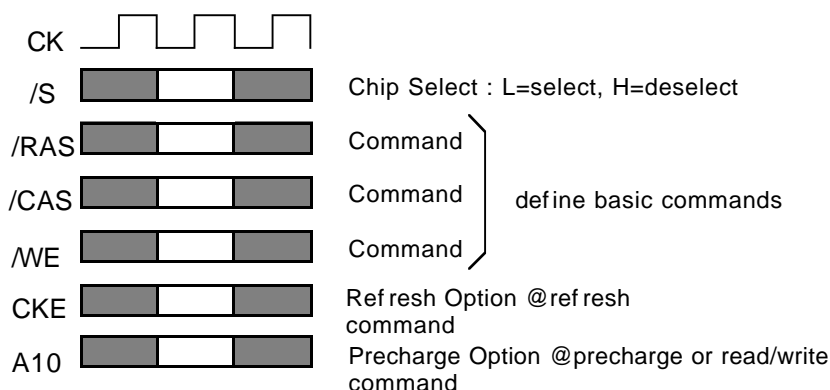 CK
/S Chip Select : L=select, H=deselect
/RAS Command
/CAS Command define basic commands
/WE Command
CKE Refresh Option @refresh
command
A10 Precharge Option @precharge or read/write
command